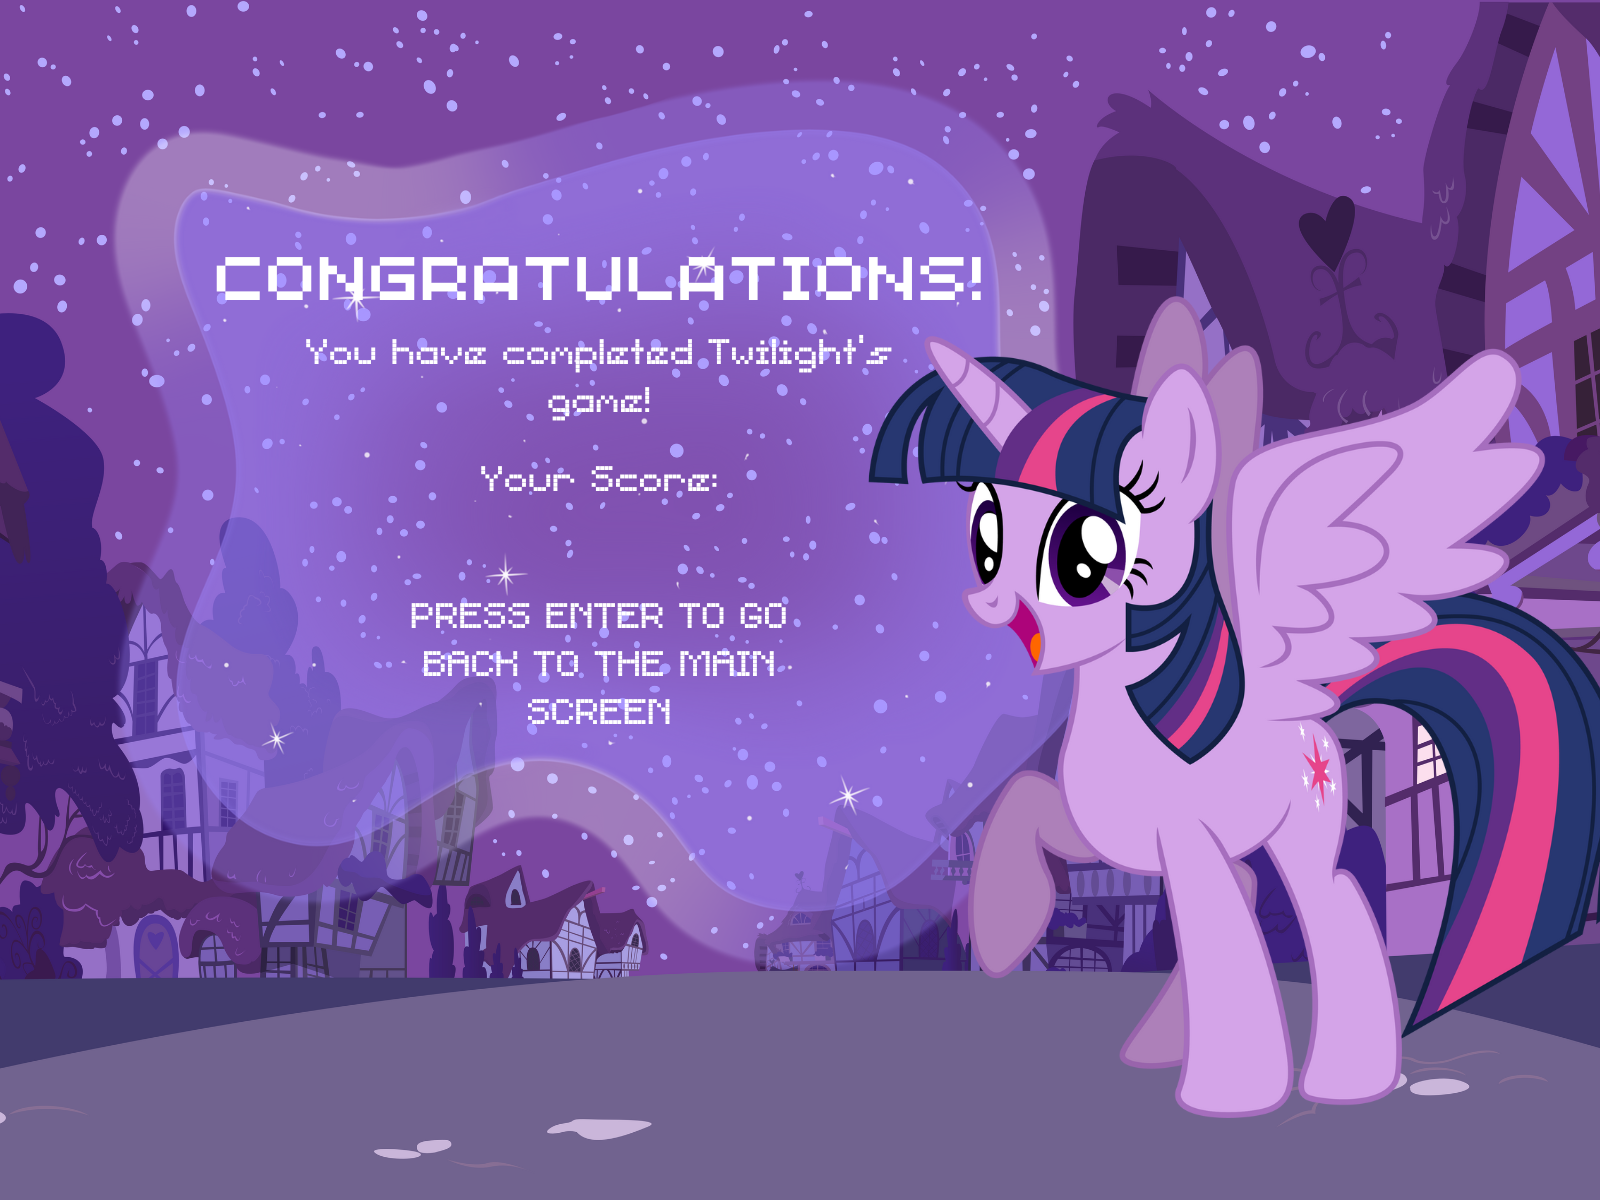 CONGRATULATIONS!
You have completed Twilight's
game!
Your Score:
PRESS ENTER TO GO
BACK TO THE MAIN
SCREEN